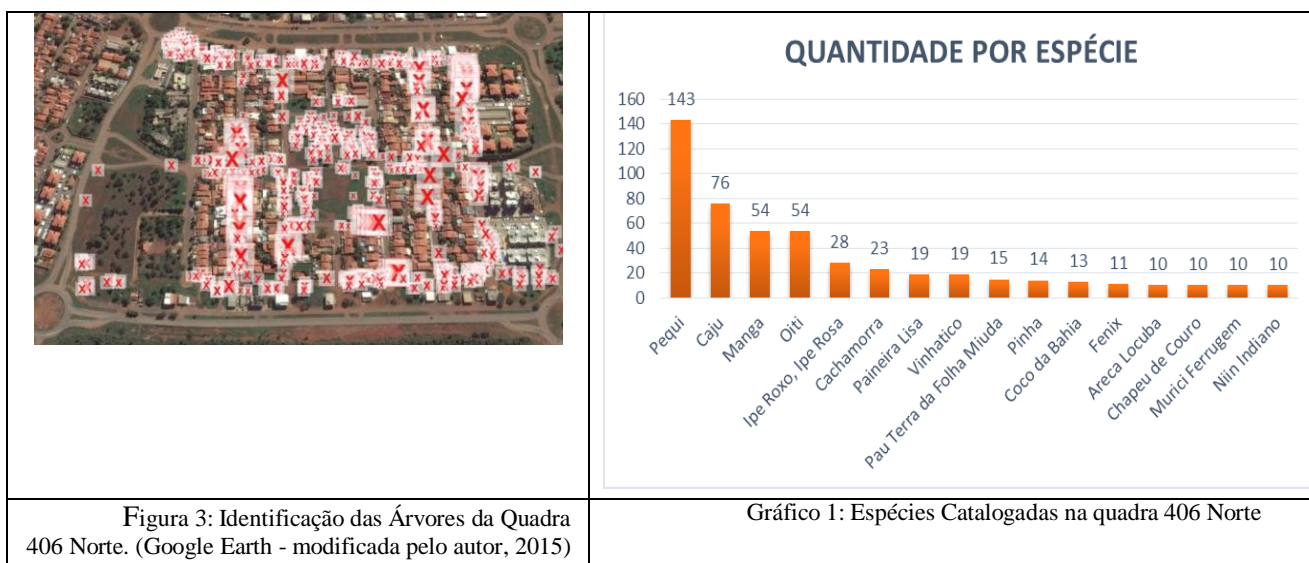 QUANTIDADE POR ESPÉCIE
160
140
120
100
80
60
40
20
0
143
76
54
54
28
23
19
19
15
14
13
11
10
10
10
10
Pequi
Caju
Manga
Oiti
Ipe Roxo, Ipe Rosa
Cachamorra
Paineira Lisa
Vinhatico
Pau Terra da Folha Miuda
Pinha
Coco da Bahia
Fenix
Areca Locuba
Chapeu de Couro
Murici Ferrugem
Niin Indiano
Figura 3: Identificação das Árvores da Quadra
406 Norte. (Google Earth - modificada pelo autor, 2015)
Gráfico 1: Espécies Catalogadas na quadra 406 Norte